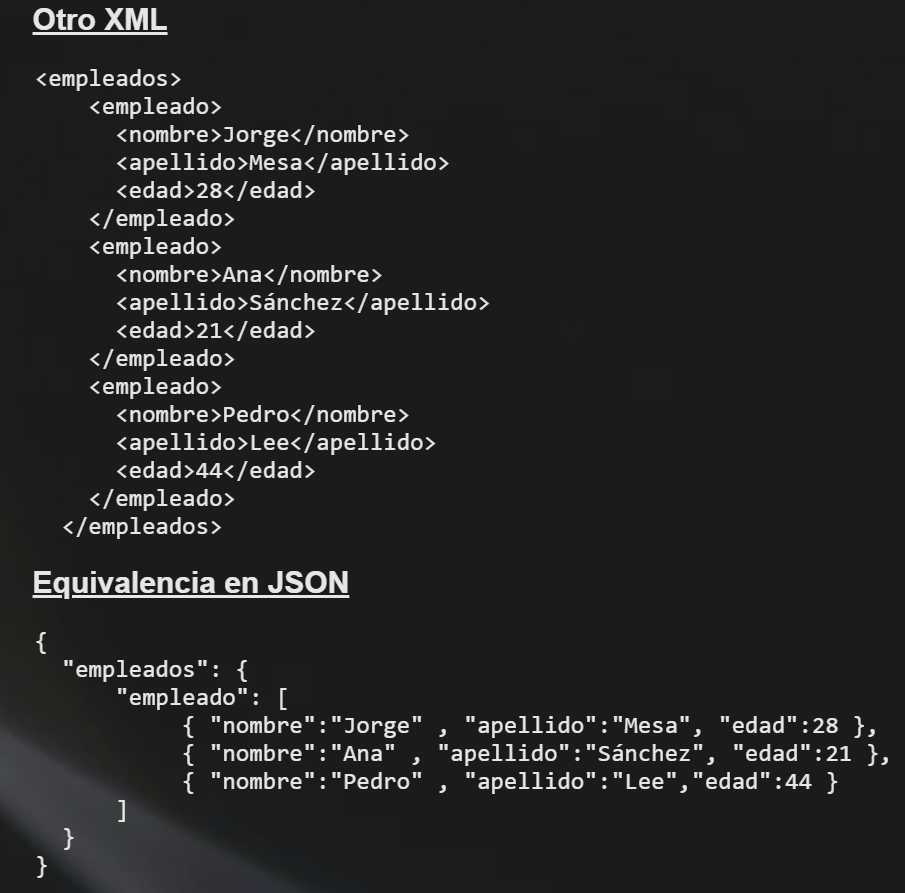 Otro XML
<empleados>
    <empleado>
      <nombre>Jorge</nombre>
      <apellido>Mesa</apellido>
      <edad>28</edad>
    </empleado>
    <empleado>
      <nombre>Ana</nombre>
      <apellido>Sánchez</apellido>
      <edad>21</edad>
    </empleado>
    <empleado>
      <nombre>Pedro</nombre>
      <apellido>Lee</apellido>
      <edad>44</edad>
    </empleado>
  </empleados>
Equivalencia en JSON
{
  "empleados": {
      "empleado": [
           { "nombre":"Jorge" , "apellido":"Mesa", "edad":28 },
           { "nombre":"Ana" , "apellido":"Sánchez", "edad":21 },
           { "nombre":"Pedro" , "apellido":"Lee","edad":44 }
      ]
  }
}